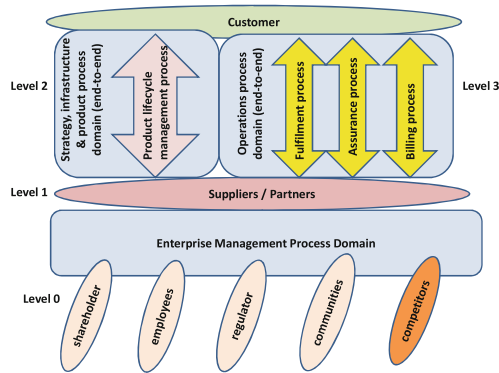 Customer
Level 2
Strategy, infrastructure
& product process
domain (end-to-end)
Product lifecycle
management process
Operations process
domain (end-to-end)
Fulfilment process
Assurance process
Billing process
Level 3
Level 1
Suppliers / Partners
Enterprise Management Process Domain
Level 0
shareholder
employees
regulator
communities
competitors